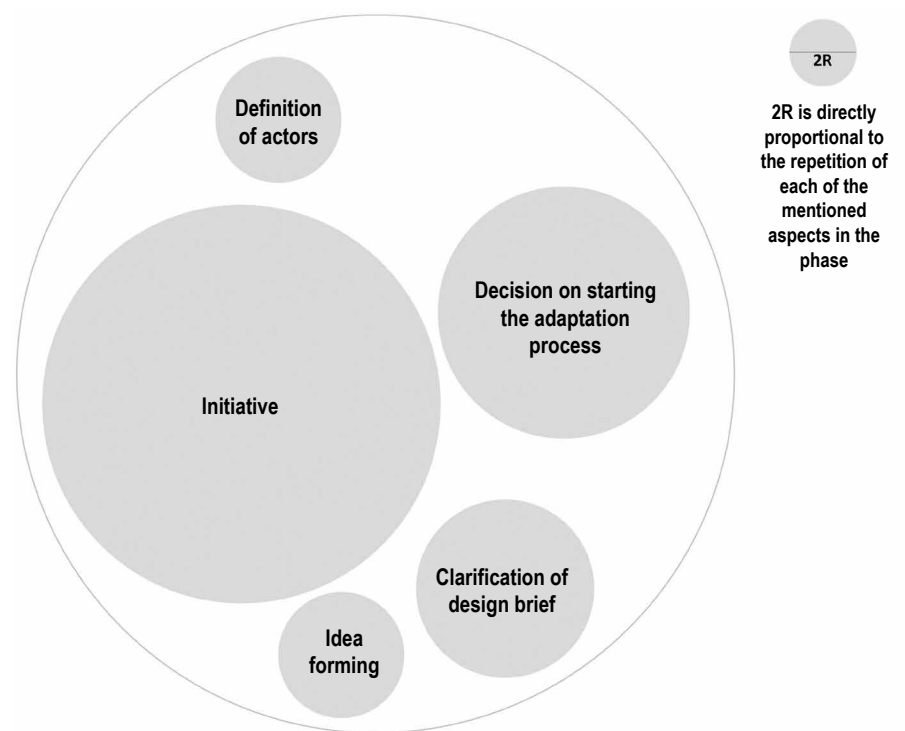 Definition
of actors
Decision on starting
the adaptation
process
Initiative
Clarification of
design brief
Idea
forming
2R
2R is directly
proportional to
the repetition of
each of the
mentioned
aspects in the
phase